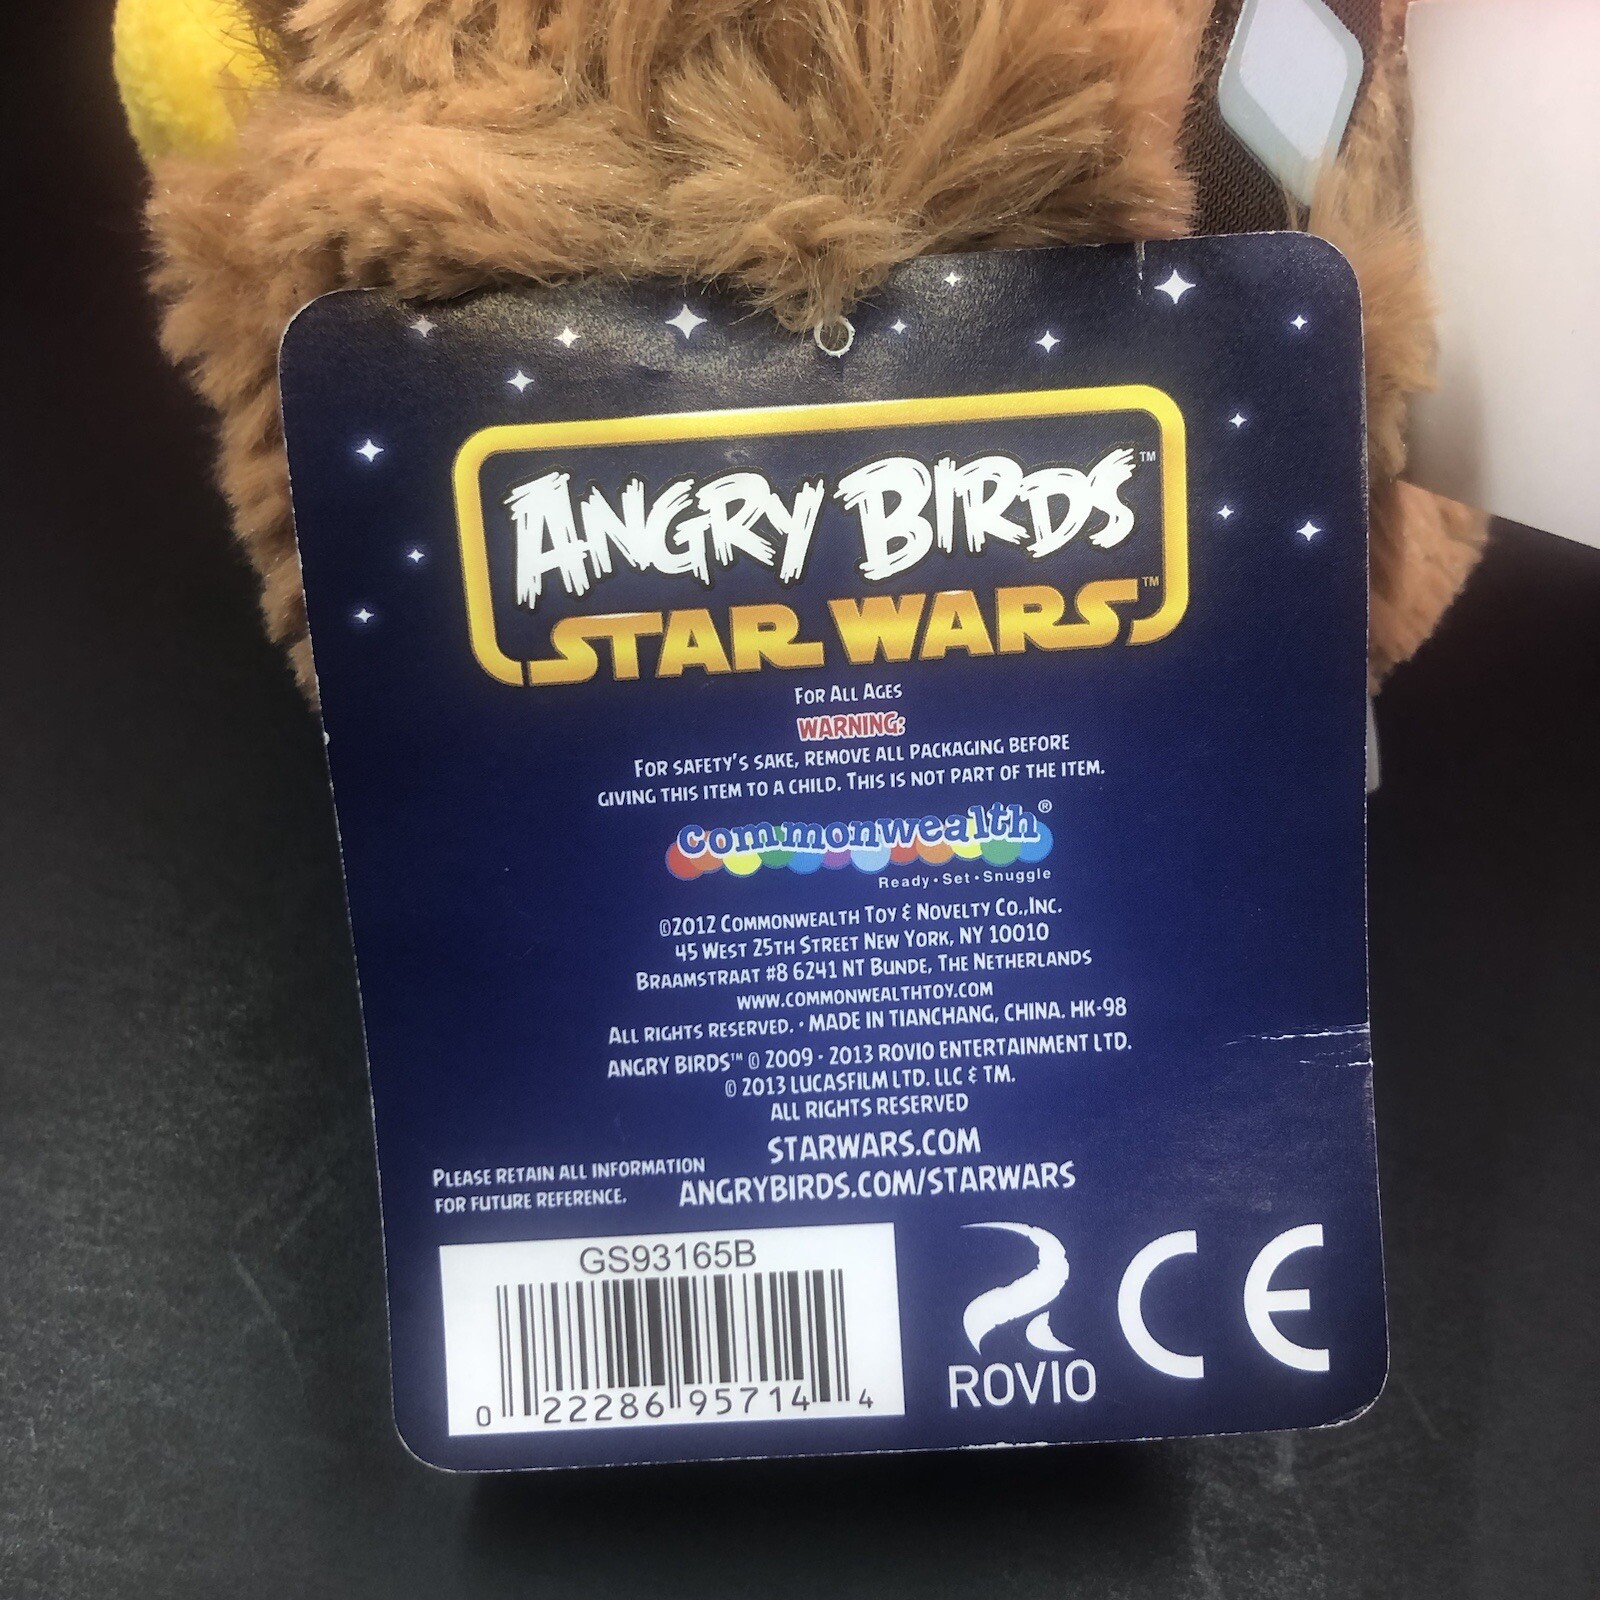 ANGRY BIRDS™
STAR WARS™
FOR ALL AGES
WARNING:
FOR SAFETY'S SAKE, REMOVE ALL PACKAGING BEFORE
GIVING THIS ITEM TO A CHILD. THIS IS NOT PART OF THE ITEM.
commonwealth®
Ready • Set • Snuggle
©2012 COMMONWEALTH TOY & NOVELTY CO.,INC.
45 WEST 25TH STREET NEW YORK, NY 10010
BRAAMSTRAAT #8 6241 NT BUNDE, THE NETHERLANDS
WWW.COMMONWEALTHTOY.COM
ALL RIGHTS RESERVED. • MADE IN TIANCHANG, CHINA. HK-98
ANGRY BIRDS™ © 2009 - 2013 ROVIO ENTERTAINMENT LTD.
© 2013 LUCASFILM LTD. LLC & TM.
ALL RIGHTS RESERVED
STARWARS.COM
ANGRYBIRDS.COM/STARWARS
PLEASE RETAIN ALL INFORMATION
FOR FUTURE REFERENCE.
GS93165B
0 22286 95714 4
ROVIO
CE